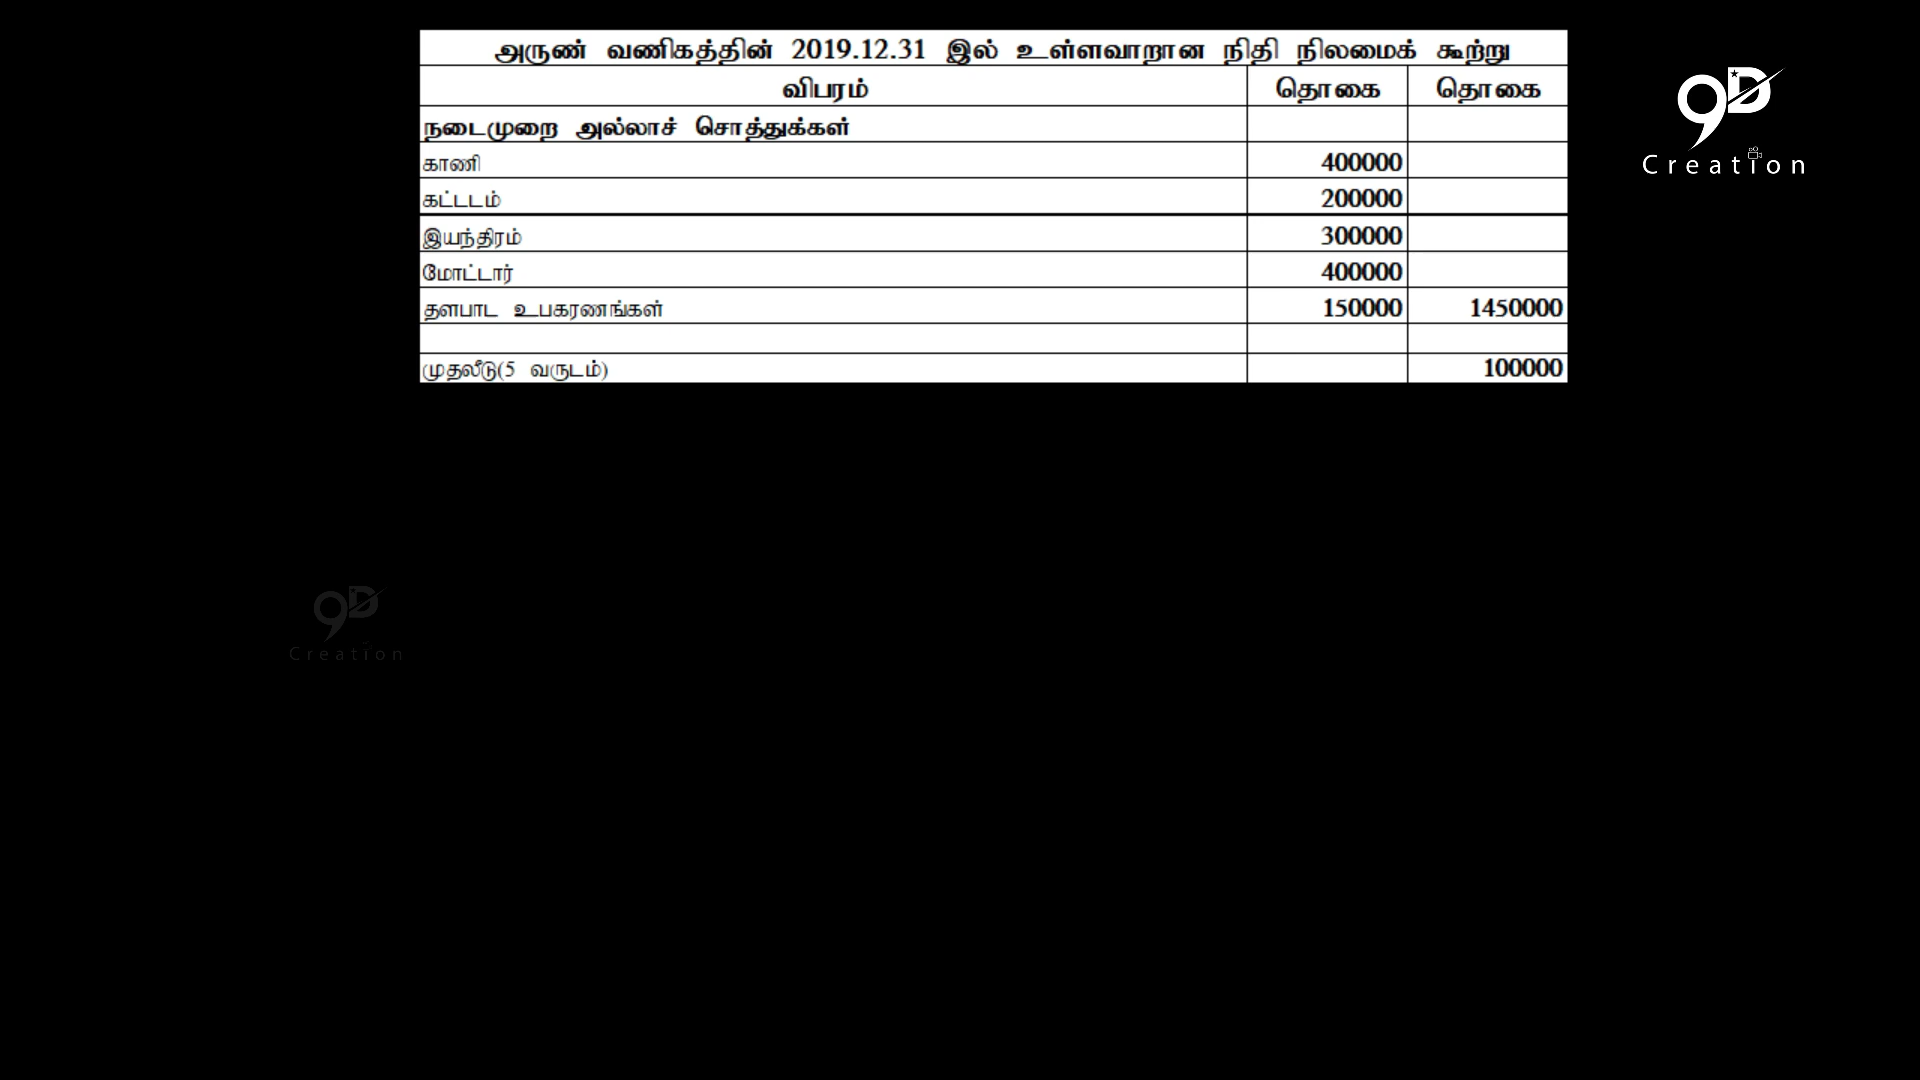 அருண் வணிகத்தின் 2019.12.31 இல் உள்ளவாறான நிதி நிலமைக் கூற்று
விபரம் தொகை தொகை
நடைமுறை அல்லாச் சொத்துக்கள்
காணி 400000
கட்டடம் 200000
இயந்திரம் 300000
மோட்டார் 400000
தளபாட உபகரணங்கள் 150000 1450000
முதலீடு(5 வருடம்) 100000
9D
Creation
9D
Creation